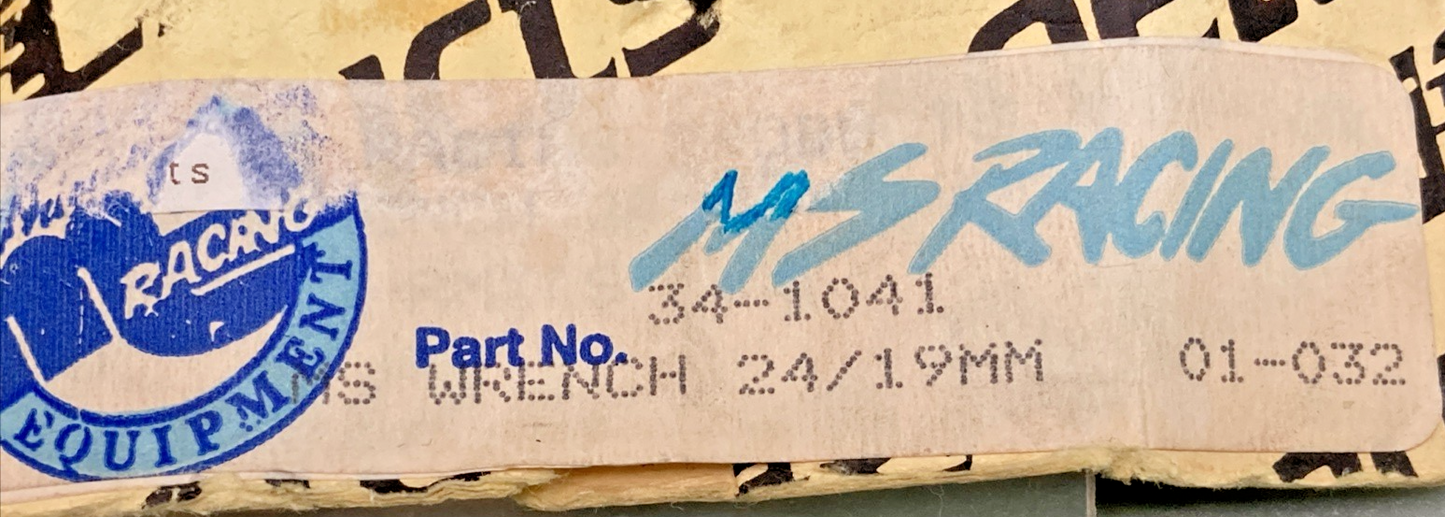 ts
RACING
EQUIPMENT
MS RACING
34-1041
Part No.
MS WRENCH 24/19MM 01-032